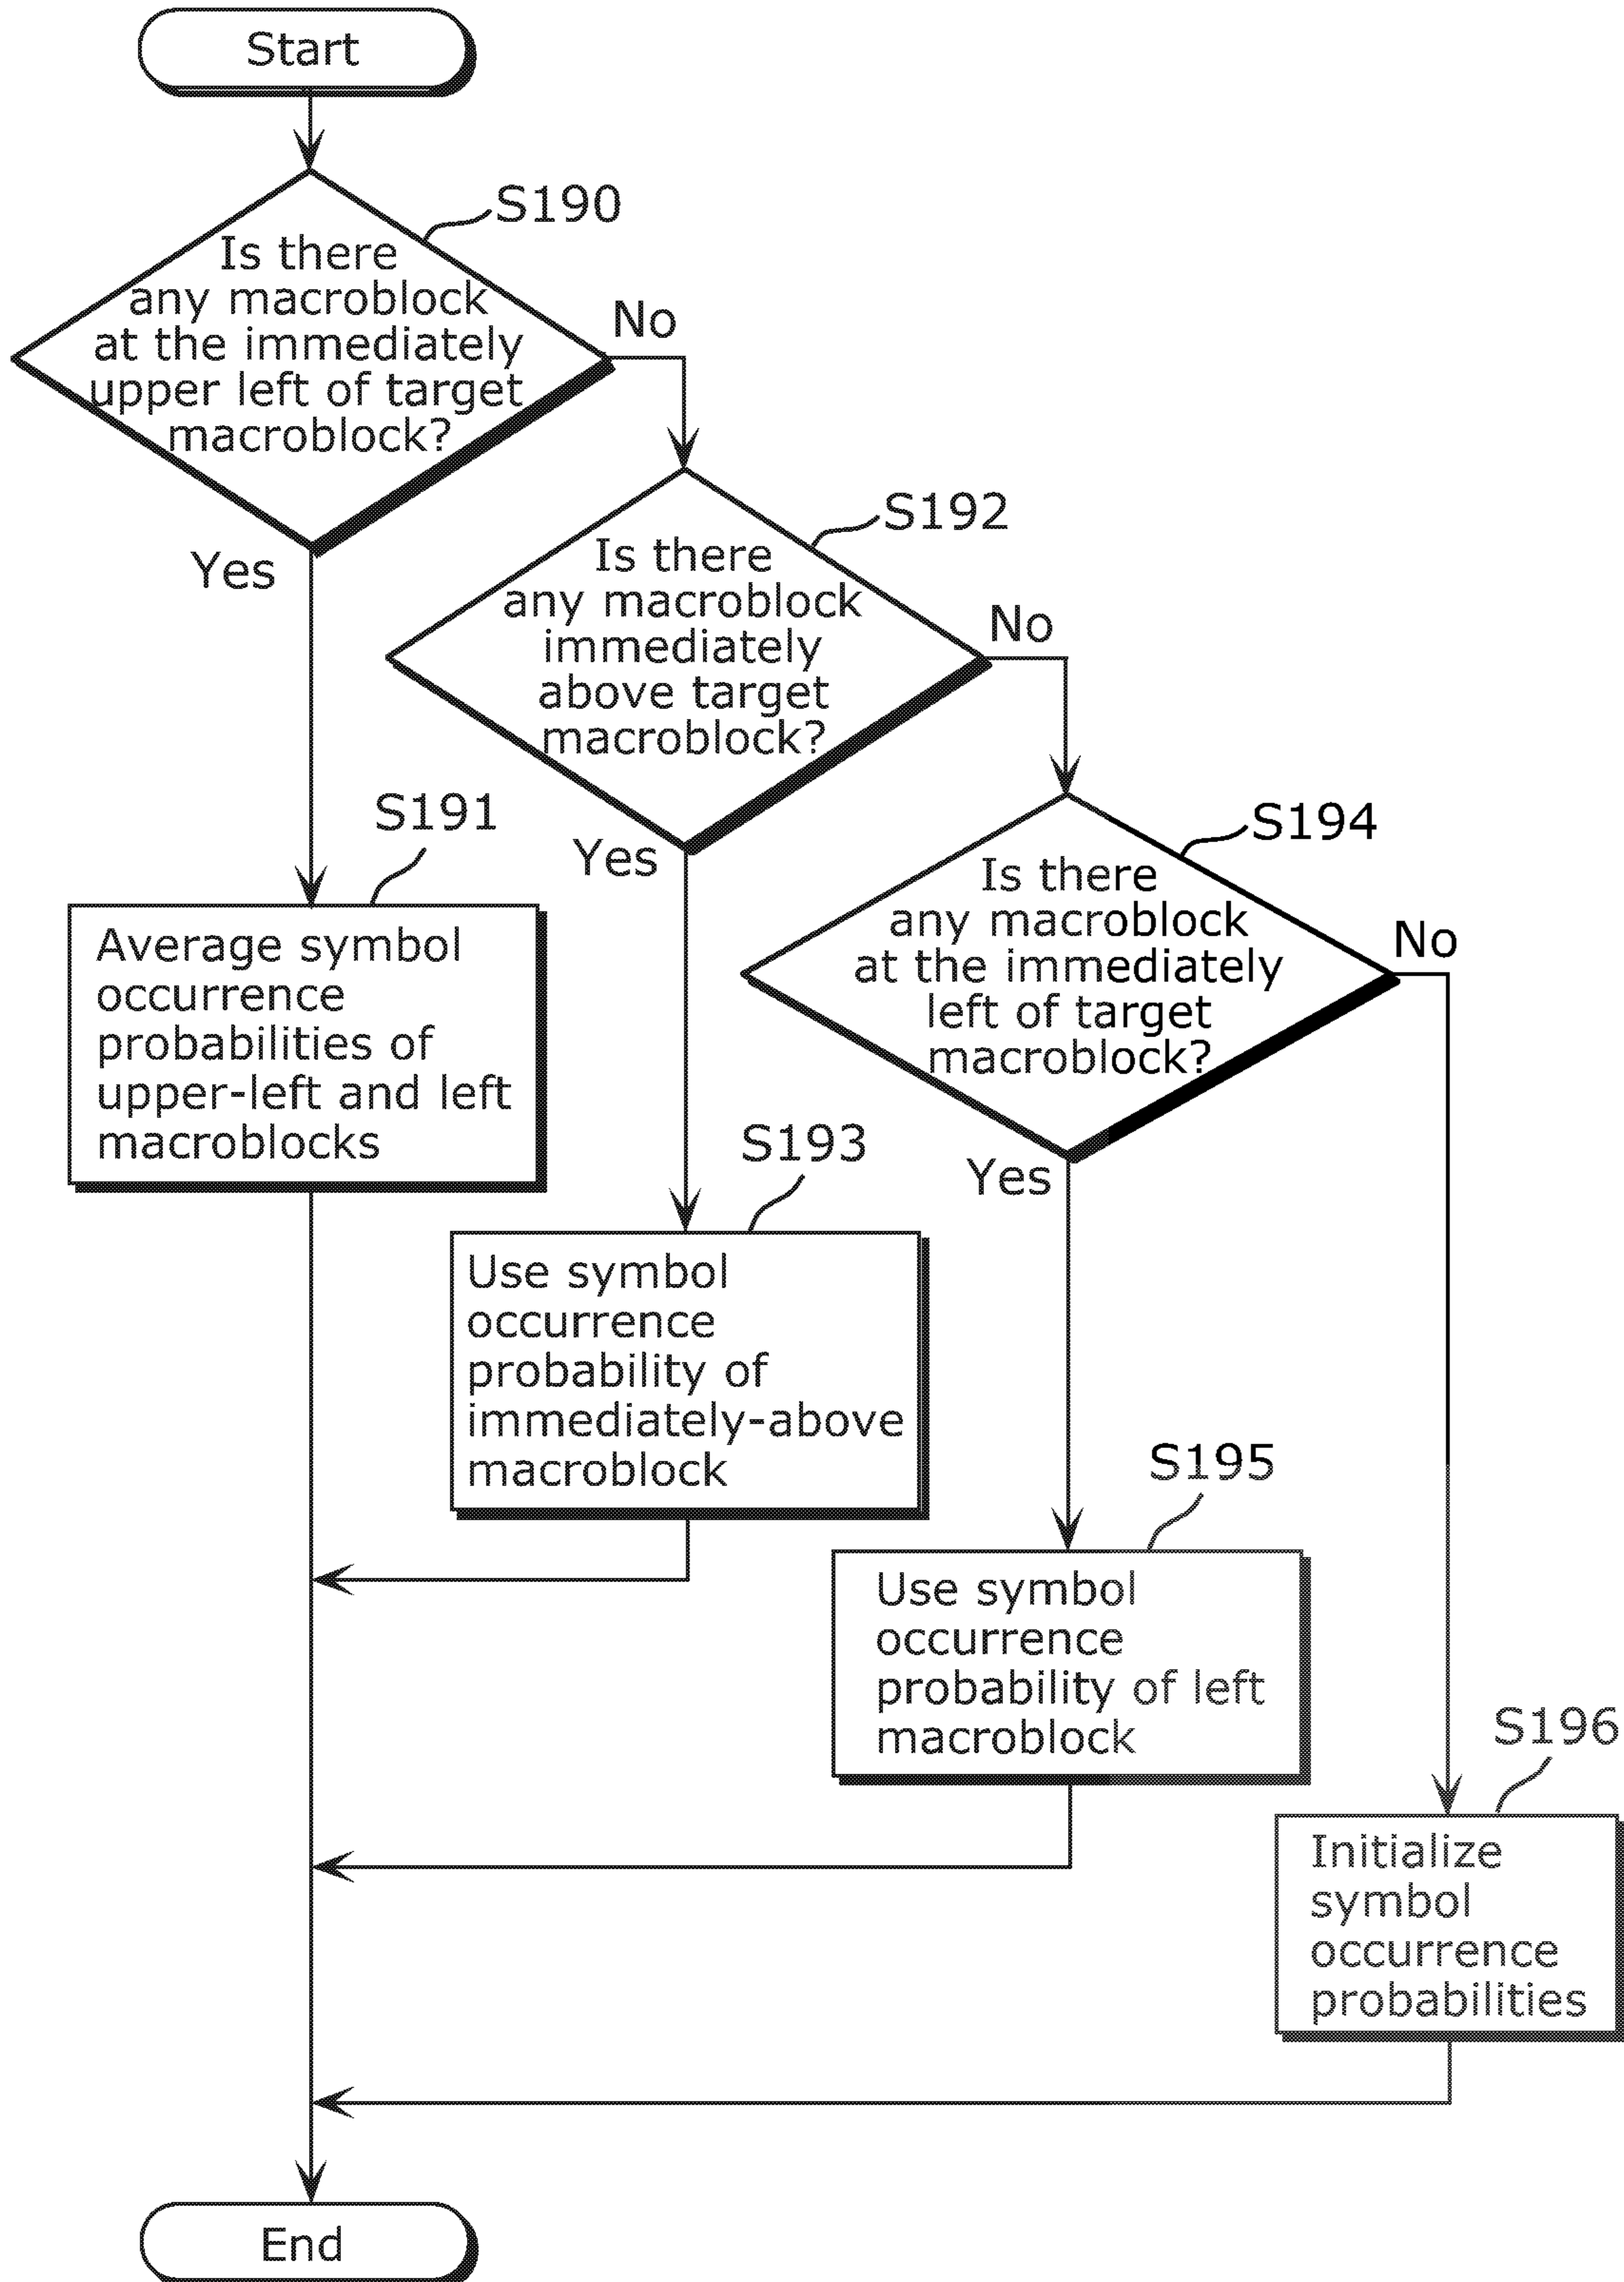 Start
S190
Is there
any macroblock
at the immediately
upper left of target
macroblock?
No
Yes
S192
Is there
any macroblock
immediately
above target
macroblock?
No
Yes
S191
Average symbol
occurrence
probabilities of
upper-left and left
macroblocks
S194
Is there
any macroblock
at the immediately
left of target
macroblock?
No
Yes
S193
Use symbol
occurrence
probability of
immediately-above
macroblock
S195
Use symbol
occurrence
probability of left
macroblock
S196
Initialize
symbol
occurrence
probabilities
End